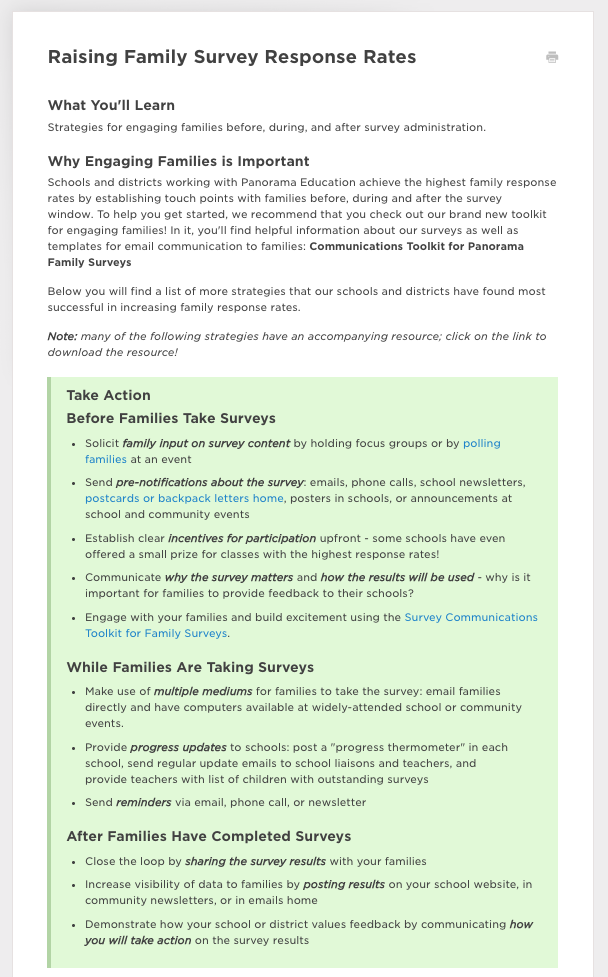 Raising Family Survey Response Rates
What You'll Learn
Strategies for engaging families before, during, and after survey administration.
Why Engaging Families is Important
Schools and districts working with Panorama Education achieve the highest family response
rates by establishing touch points with families before, during and after the survey
window. To help you get started, we recommend that you check out our brand new toolkit
for engaging families! In it, you'll find helpful information about our surveys as well as
templates for email communication to families: Communications Toolkit for Panorama
Family Surveys
Below you will find a list of more strategies that our schools and districts have found most
successful in increasing family response rates.
Note: many of the following strategies have an accompanying resource; click on the link to
download the resource!
Take Action
Before Families Take Surveys
• Solicit family input on survey content by holding focus groups or by polling
families at an event
• Send pre-notifications about the survey: emails, phone calls, school newsletters,
postcards or backpack letters home, posters in schools, or announcements at
school and community events
• Establish clear incentives for participation upfront - some schools have even
offered a small prize for classes with the highest response rates!
• Communicate why the survey matters and how the results will be used - why is it
important for families to provide feedback to their schools?
• Engage with your families and build excitement using the Survey Communications
Toolkit for Family Surveys.
While Families Are Taking Surveys
• Make use of multiple mediums for families to take the survey: email families
directly and have computers available at widely-attended school or community
events.
• Provide progress updates to schools: post a "progress thermometer" in each
school, send regular update emails to school liaisons and teachers, and
provide teachers with list of children with outstanding surveys
• Send reminders via email, phone call, or newsletter
After Families Have Completed Surveys
• Close the loop by sharing the survey results with your families
• Increase visibility of data to families by posting results on your school website, in
community newsletters, or in emails home
• Demonstrate how your school or district values feedback by communicating how
you will take action on the survey results